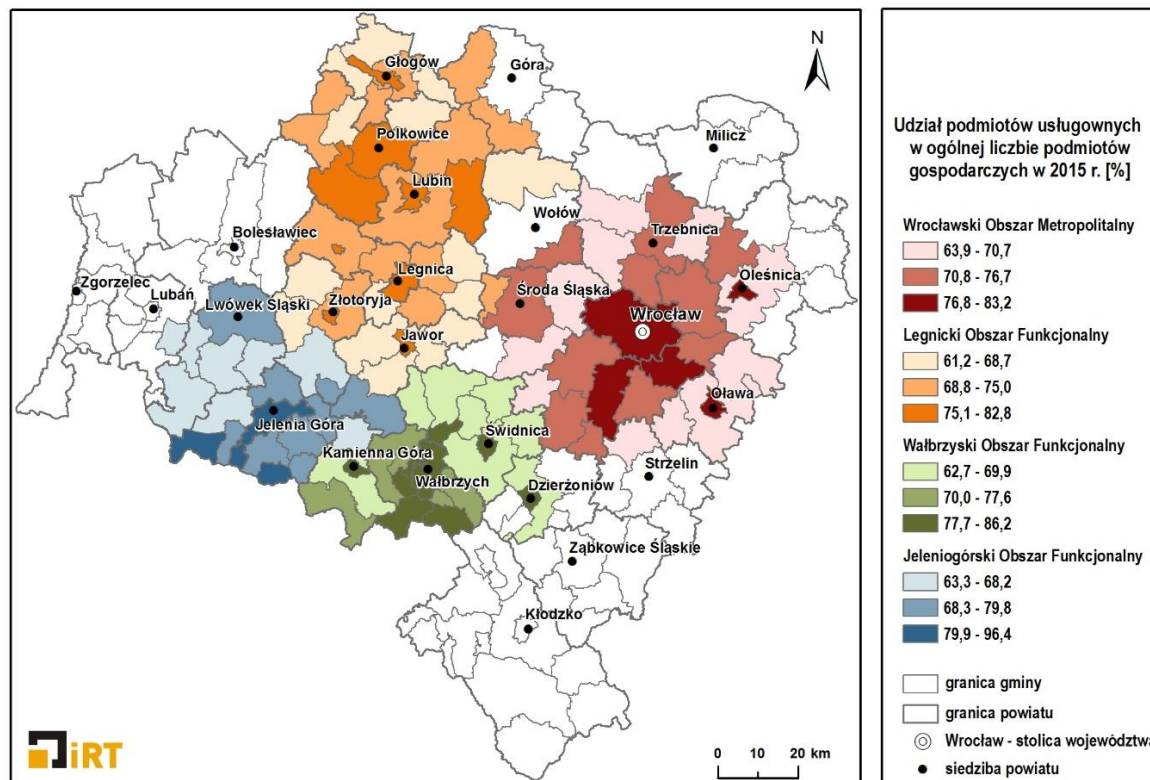 N
Głogów
Góra
Polkowice
Milicz
Lubin
Wołów
Trzebnica
Bolesławiec
Zgorzelec
Legnica
Oleśnica
Lubań
Lwówek Sląski
Złotoryja
Środa Śląska
Wrocław
Jawor
Oława
Jelenia Góra
Świdnica
Kamienna Góra
Strzelin
Wałbrzych
Dzierżoniów
Ząbkowice Śląskie
Kłodzko
iRT
0 10 20 km
Udział podmiotów usługownych
w ogólnej liczbie podmiotów
gospodarczych w 2015 r. [%]
Wrocławski Obszar Metropolitalny
63,9 - 70,7
70,8 - 76,7
76,8 - 83,2
Legnicki Obszar Funkcjonalny
61,2 - 68,7
68,8 - 75,0
75,1 - 82,8
Wałbrzyski Obszar Funkcjonalny
62,7 - 69,9
70,0 - 77,6
77,7 - 86,2
Jeleniogórski Obszar Funkcjonalny
63,3 - 68,2
68,3 - 79,8
79,9 - 96,4
granica gminy
granica powiatu
Wrocław - stolica województwa
siedziba powiatu